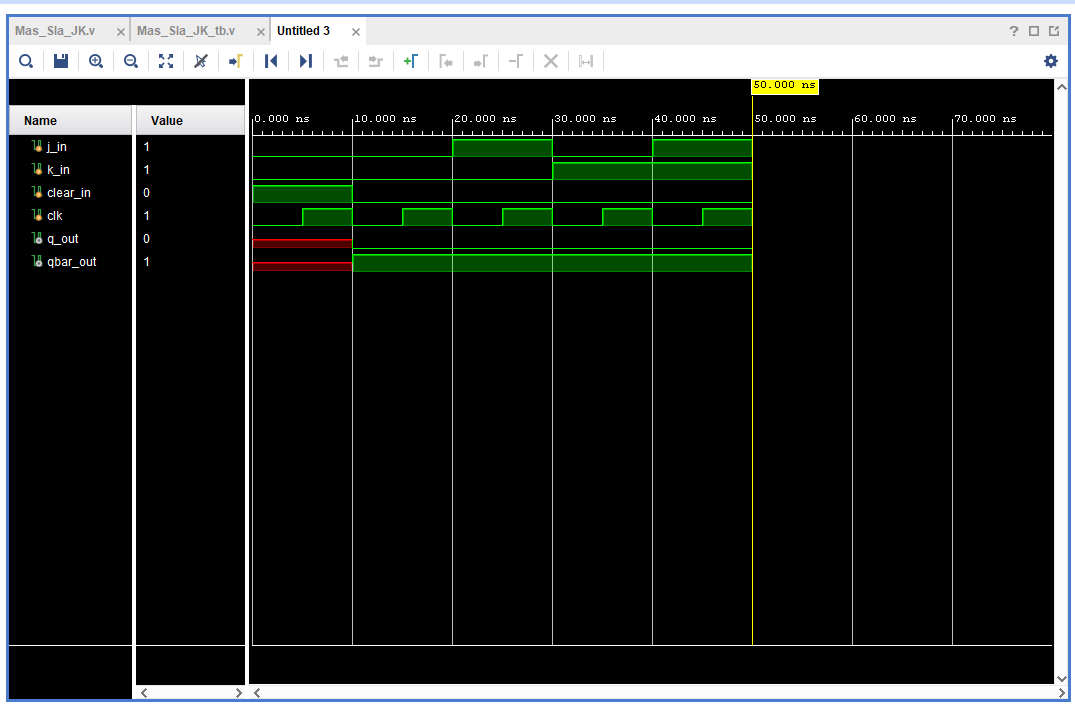 Mas_Sla_JK.v × Mas_Sla_JK_tb.v × Untitled 3 × ?
50.000 ns
Name Value
0.000 ns 10.000 ns 20.000 ns 30.000 ns 40.000 ns 50.000 ns 60.000 ns 70.000 ns
j_in 1
k_in 1
clear_in 0
clk 1
q_out 0
qbar_out 1